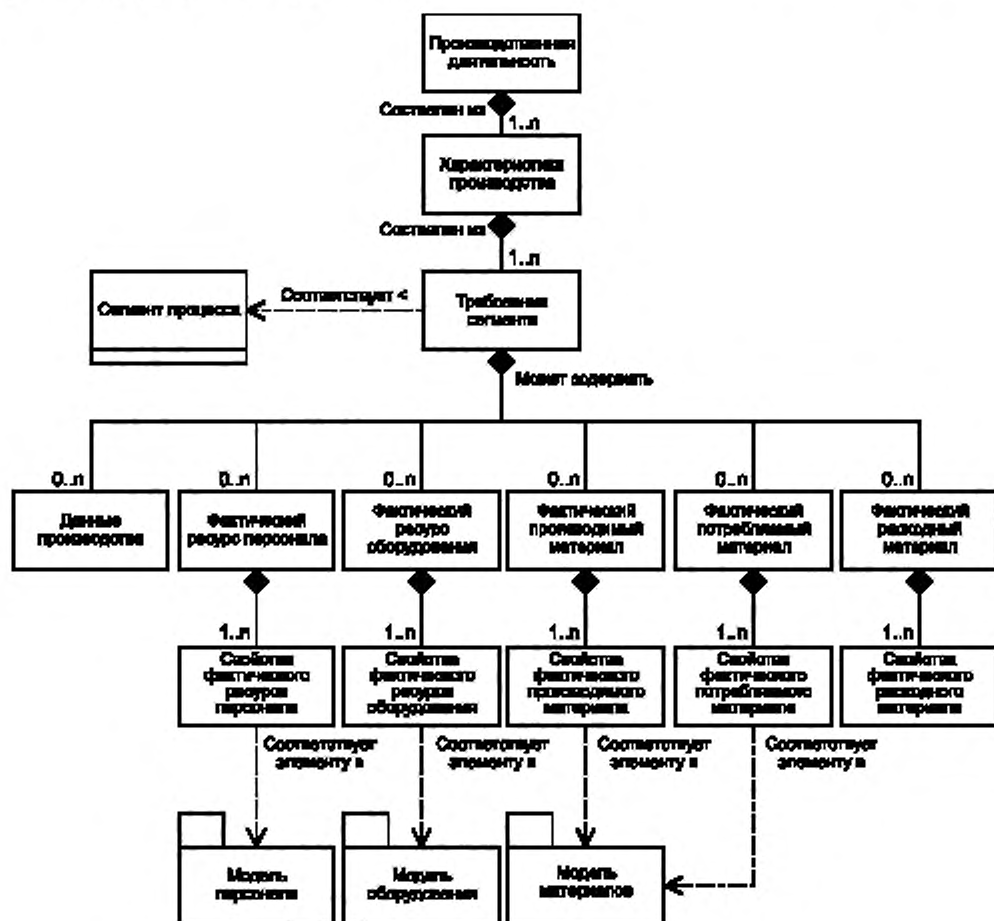 Производственная
деятельность
Составлен из
1..n
Характеристика
производства
Составлен из
1..n
Сегмент процесса
Соответствует <
Требования
сегмента
Может содержать
0..n
0..n
0..n
0..n
0..n
0..n
Данные
производства
Фактический
ресурс персонала
Фактический
ресурс
оборудования
Фактический
производимый
материал
Фактический
потребляемый
материал
Фактический
расходный
материал
1..n
1..n
1..n
1..n
1..n
Свойства
фактического
ресурса
персонала
Свойства
фактического
ресурса
оборудования
Свойства
фактического
производимого
материала
Свойства
фактического
потребляемого
материала
Свойства
фактического
расходного
материала
Соответствует
элементу в
Соответствует
элементу в
Соответствует
элементу в
Соответствует
элементу в
Модель
персонала
Модель
оборудования
Модель
материалов